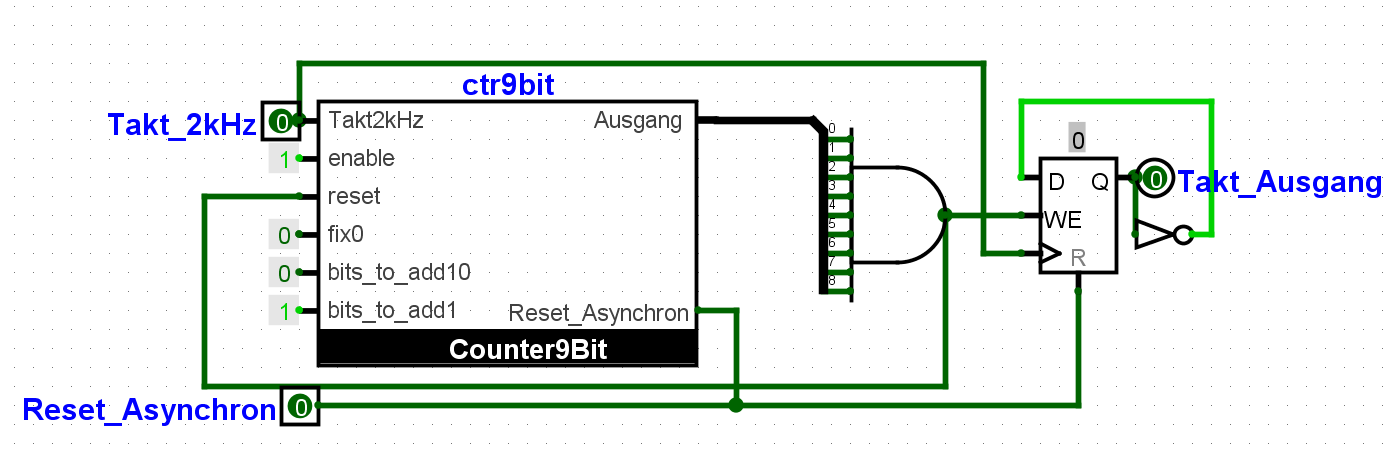 ctr9bit
Takt_2kHz 0
Takt2kHz
Ausgang
1 enable
reset
0 fix0
0 bits_to_add10
1 bits_to_add1
Reset_Asynchron
Counter9Bit
Reset_Asynchron 0
0
1
2
3
4
5
6
7
8
0
D Q
WE
R
0 Takt_Ausgang